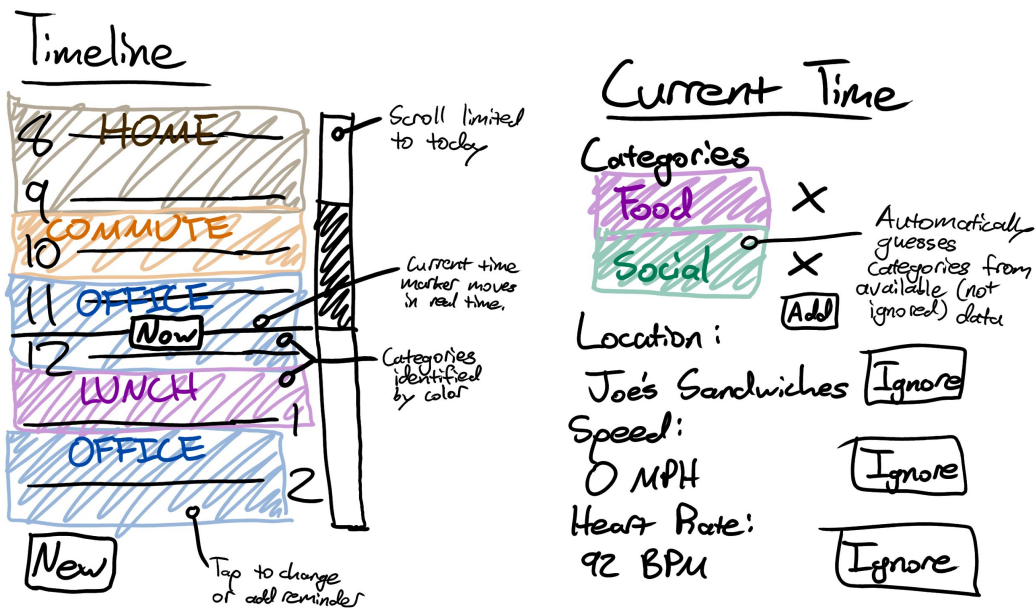 Timeline
8 HOME
9
COMMUTE
10
11 OFFICE
Now
12
LUNCH
1
OFFICE
2
New
Scroll limited
to today
Current time
marker moves
in real time.
Categories
identified
by color
Tap to change
or add reminder
Current Time
Categories
Food X
Social X
Add
Automatically
guesses
categories from
available (not
ignored) data
Location:
Joe's Sandwiches Ignore
Speed:
0 MPH Ignore
Heart Rate:
92 BPM Ignore